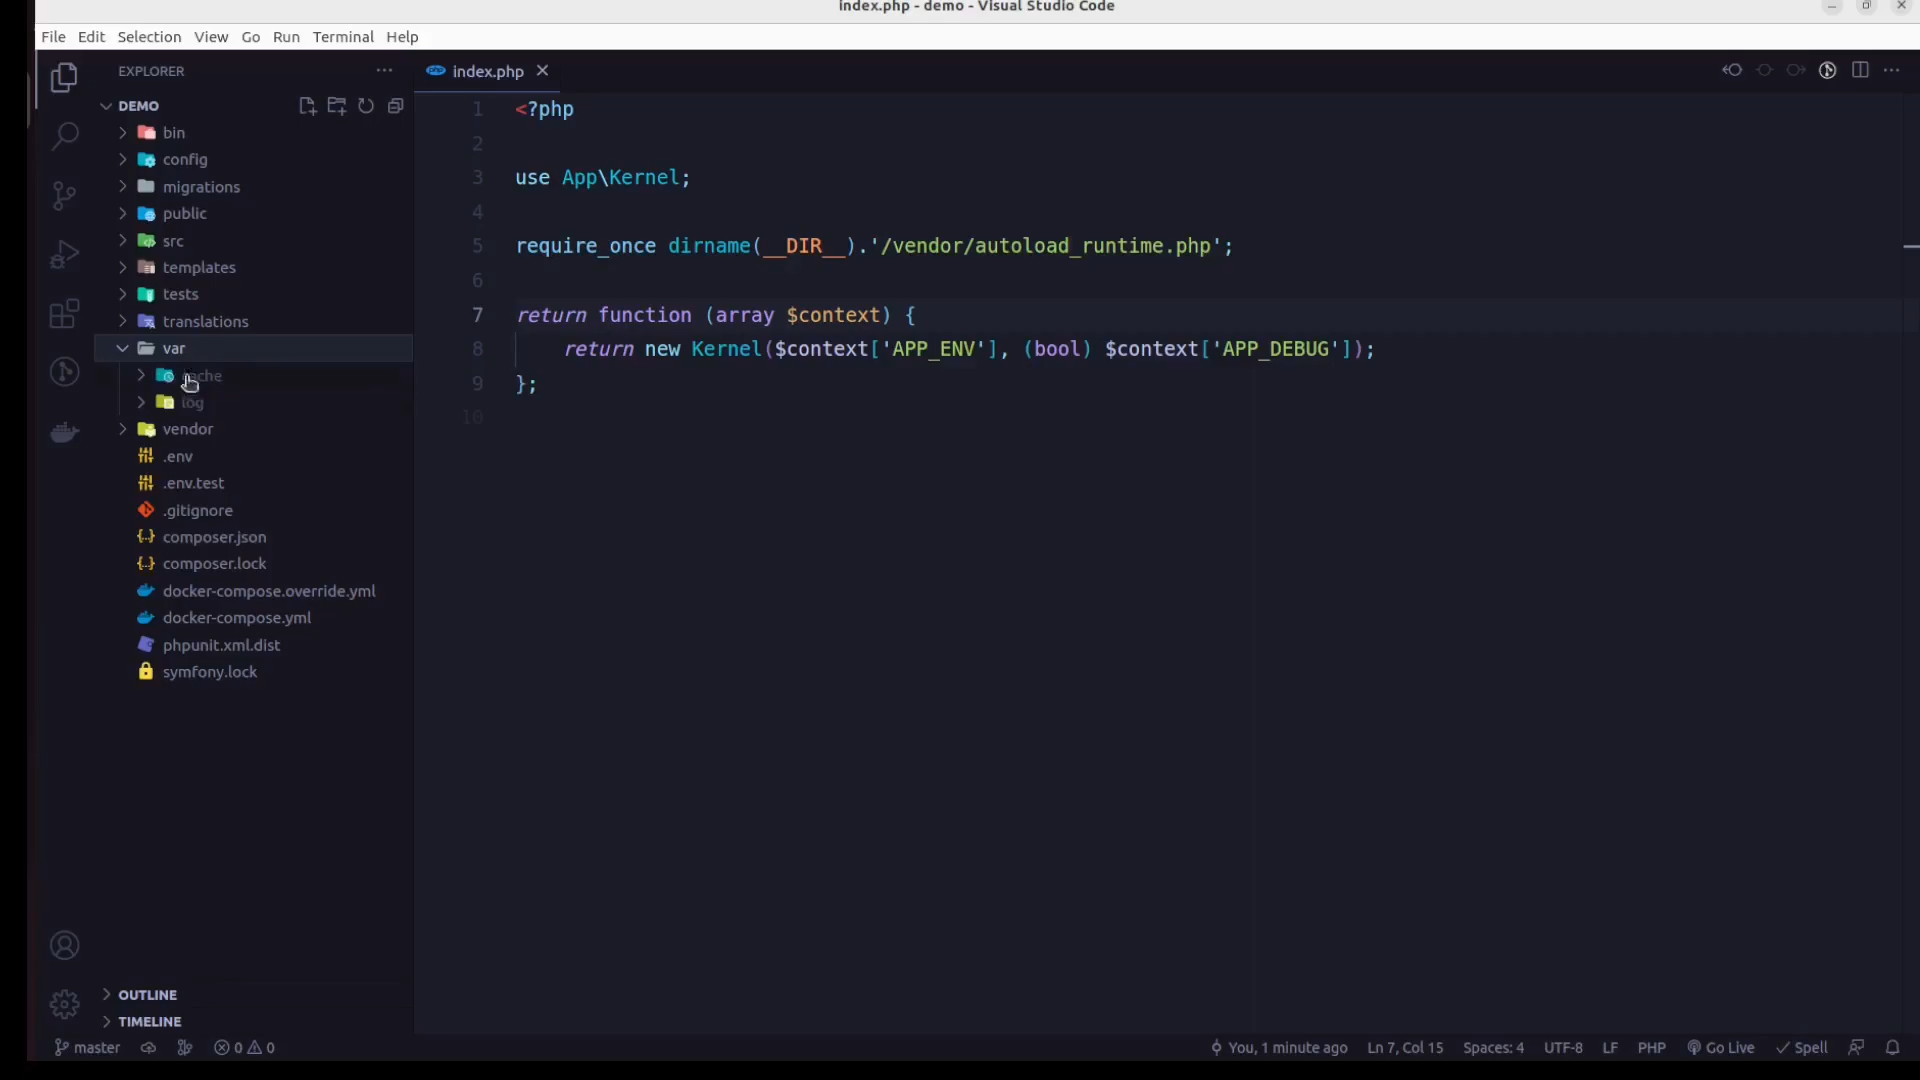 index.php - demo - Visual Studio Code
File Edit Selection View Go Run Terminal Help
EXPLORER
index.php
DEMO
bin
config
migrations
public
src
templates
tests
translations
var
cache
log
vendor
.env
.env.test
.gitignore
composer.json
composer.lock
docker-compose.override.yml
docker-compose.yml
phpunit.xml.dist
symfony.lock
1 <?php
2
3 use App\Kernel;
4
5 require_once dirname(__DIR__).'/vendor/autoload_runtime.php';
6
7 return function (array $context) {
8 return new Kernel($context['APP_ENV'], (bool) $context['APP_DEBUG']);
9 };
10
OUTLINE
TIMELINE
master 0 0 You, 1 minute ago Ln 7, Col 15 Spaces: 4 UTF-8 LF PHP Go Live Spell